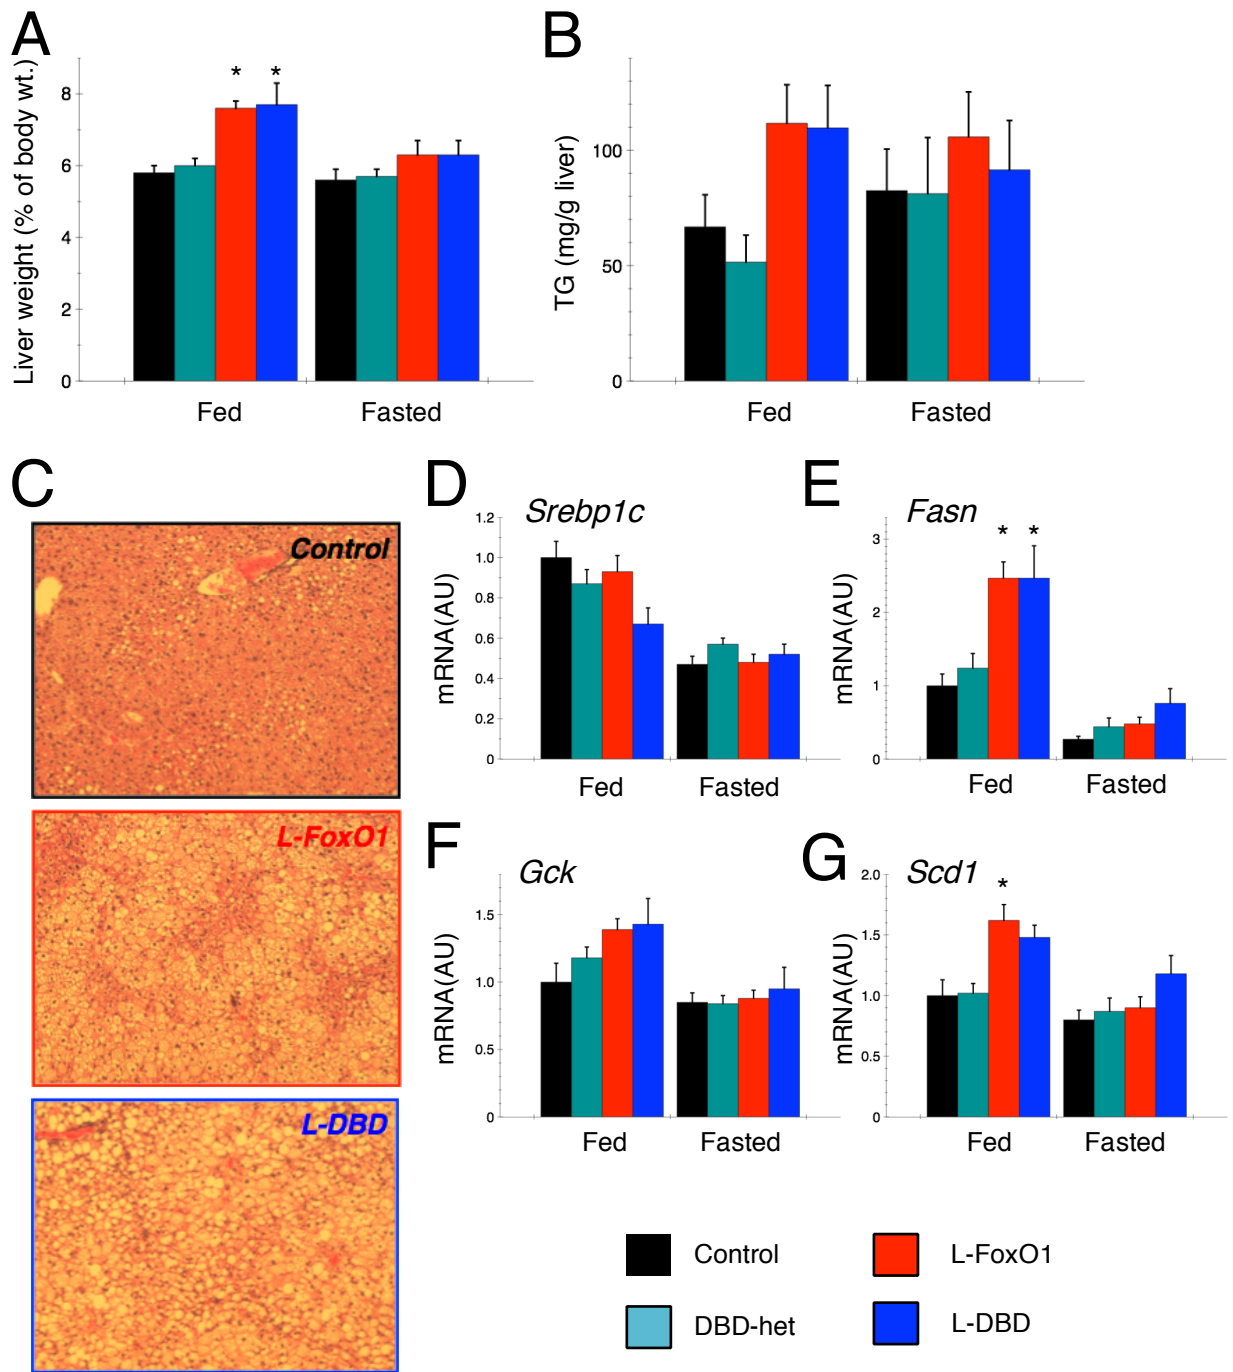 A
Liver weight (% of body wt.)
8
6
4
2
0
* *
Fed Fasted
B
TG (mg/g liver)
100
50
0
Fed Fasted
C
Control
L-FoxO1
L-DBD
D
Srebp1c
mRNA(AU)
1.2
1.0
0.8
0.6
0.4
0.2
0
Fed Fasted
E
Fasn
mRNA(AU)
3
2
1
0
* *
Fed Fasted
F
Gck
mRNA(AU)
1.5
1.0
0.5
0
Fed Fasted
G
Scd1
mRNA(AU)
2.0
1.5
1.0
0.5
0
*
Fed Fasted
Control
L-FoxO1
DBD-het
L-DBD